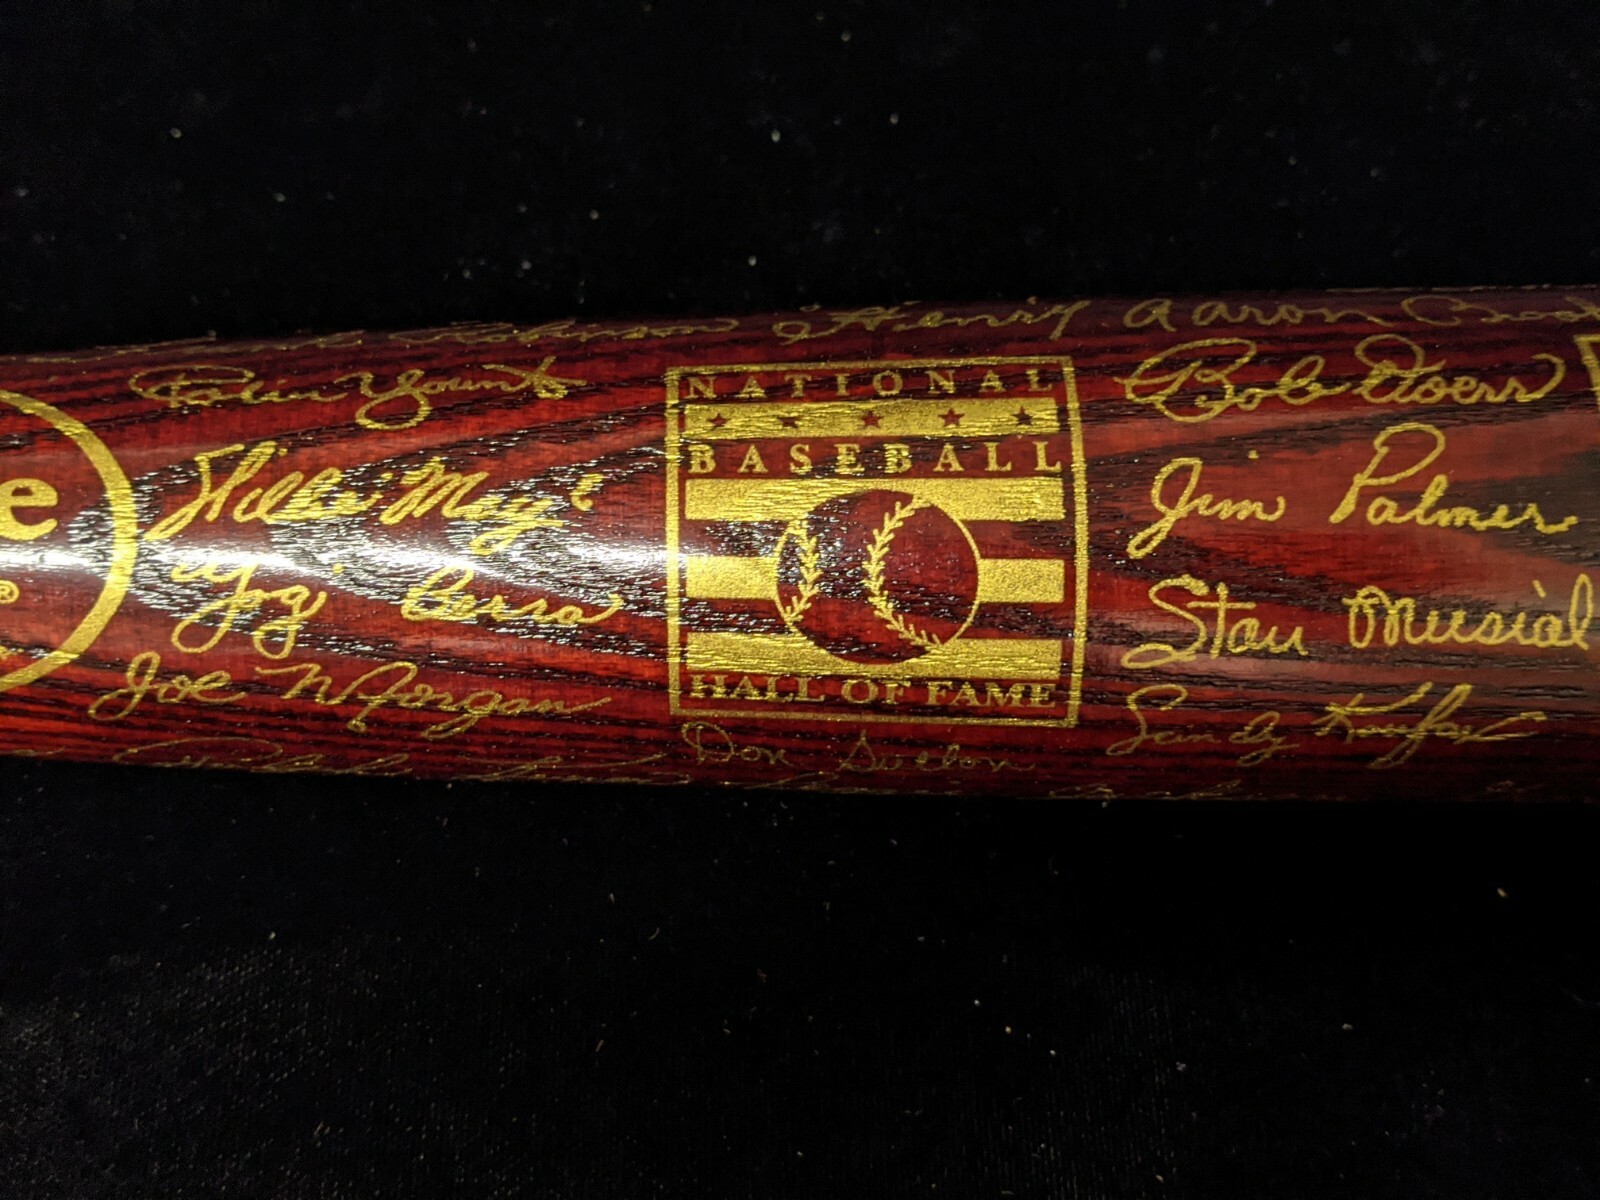 Robinson Henry Aaron
Robin Yount
Willie Mays
Yogi Berra
Joe Morgan
e
®
NATIONAL
BASEBALL
HALL OF FAME
Bob Doerr
Jim Palmer
Stan Musial
Sandy Koufax
Don Sutton